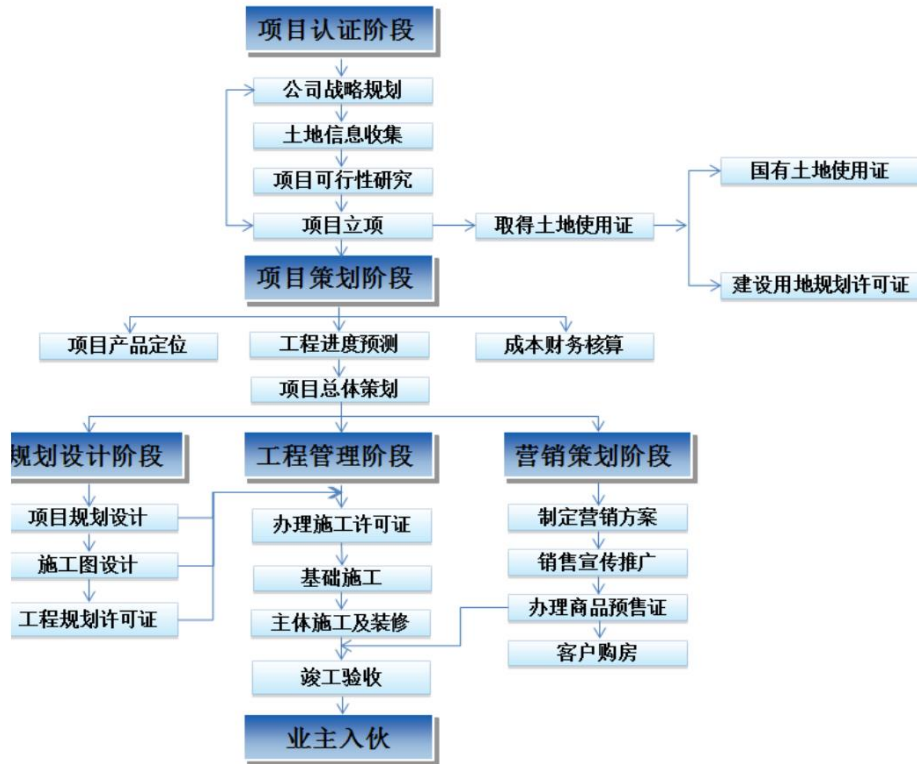 项目认证阶段
公司战略规划
土地信息收集
项目可行性研究
项目立项
取得土地使用证
国有土地使用证
建设用地规划许可证
项目策划阶段
项目产品定位
工程进度预测
成本财务核算
项目总体策划
规划设计阶段
项目规划设计
施工图设计
工程规划许可证
工程管理阶段
办理施工许可证
基础施工
主体施工及装修
竣工验收
营销策划阶段
制定营销方案
销售宣传推广
办理商品预售证
客户购房
业主入伙